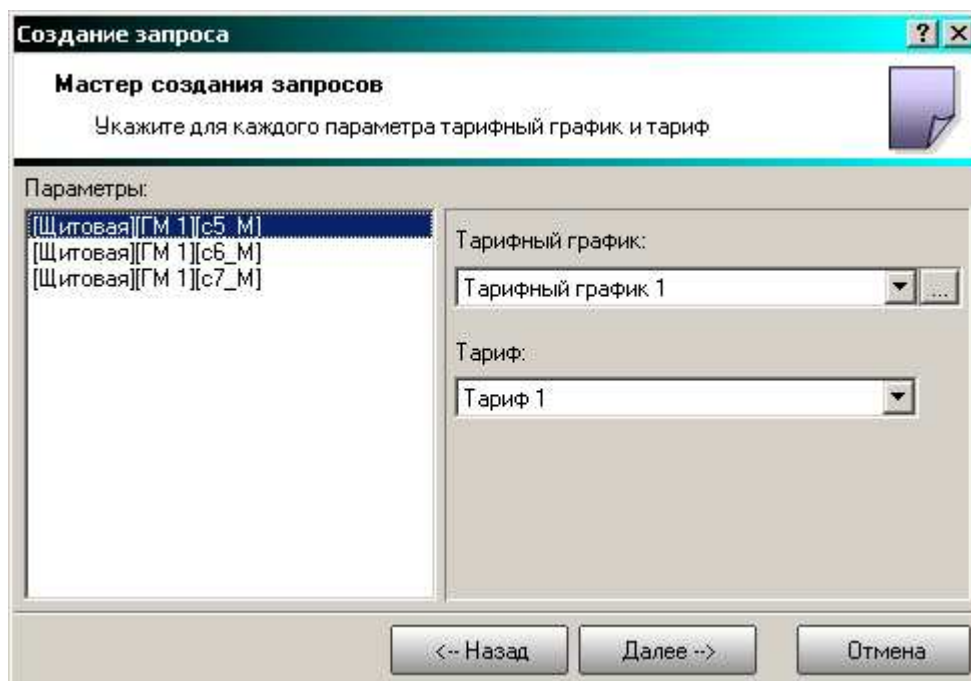 Создание запроса
Мастер создания запросов
Укажите для каждого параметра тарифный график и тариф
Параметры:
[Щитовая][ГМ 1][c5_M]
[Щитовая][ГМ 1][c6_M]
[Щитовая][ГМ 1][c7_M]
Тарифный график:
Тарифный график 1
...
Тариф:
Тариф 1
<-- Назад
Далее -->
Отмена